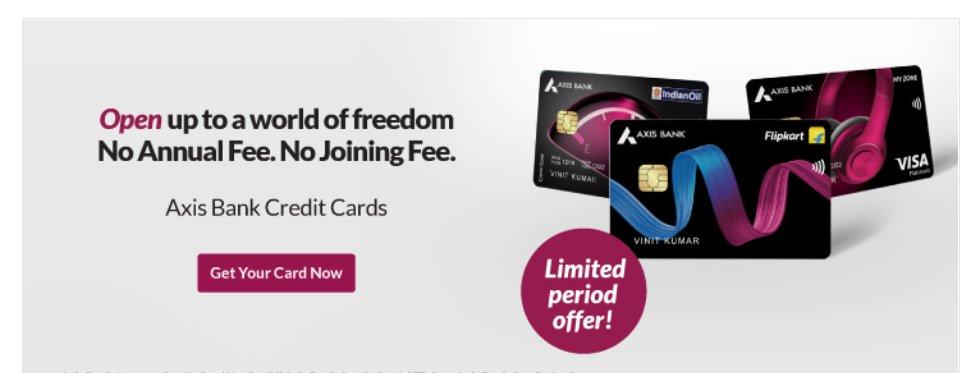 Open up to a world of freedom
No Annual Fee. No Joining Fee.
Axis Bank Credit Cards
Get Your Card Now
AXIS BANK
IndianOil
VINIT KUMAR
AXIS BANK
MY ZONE
VISA
Platinum
AXIS BANK
Flipkart
VINIT KUMAR
Limited
period
offer!